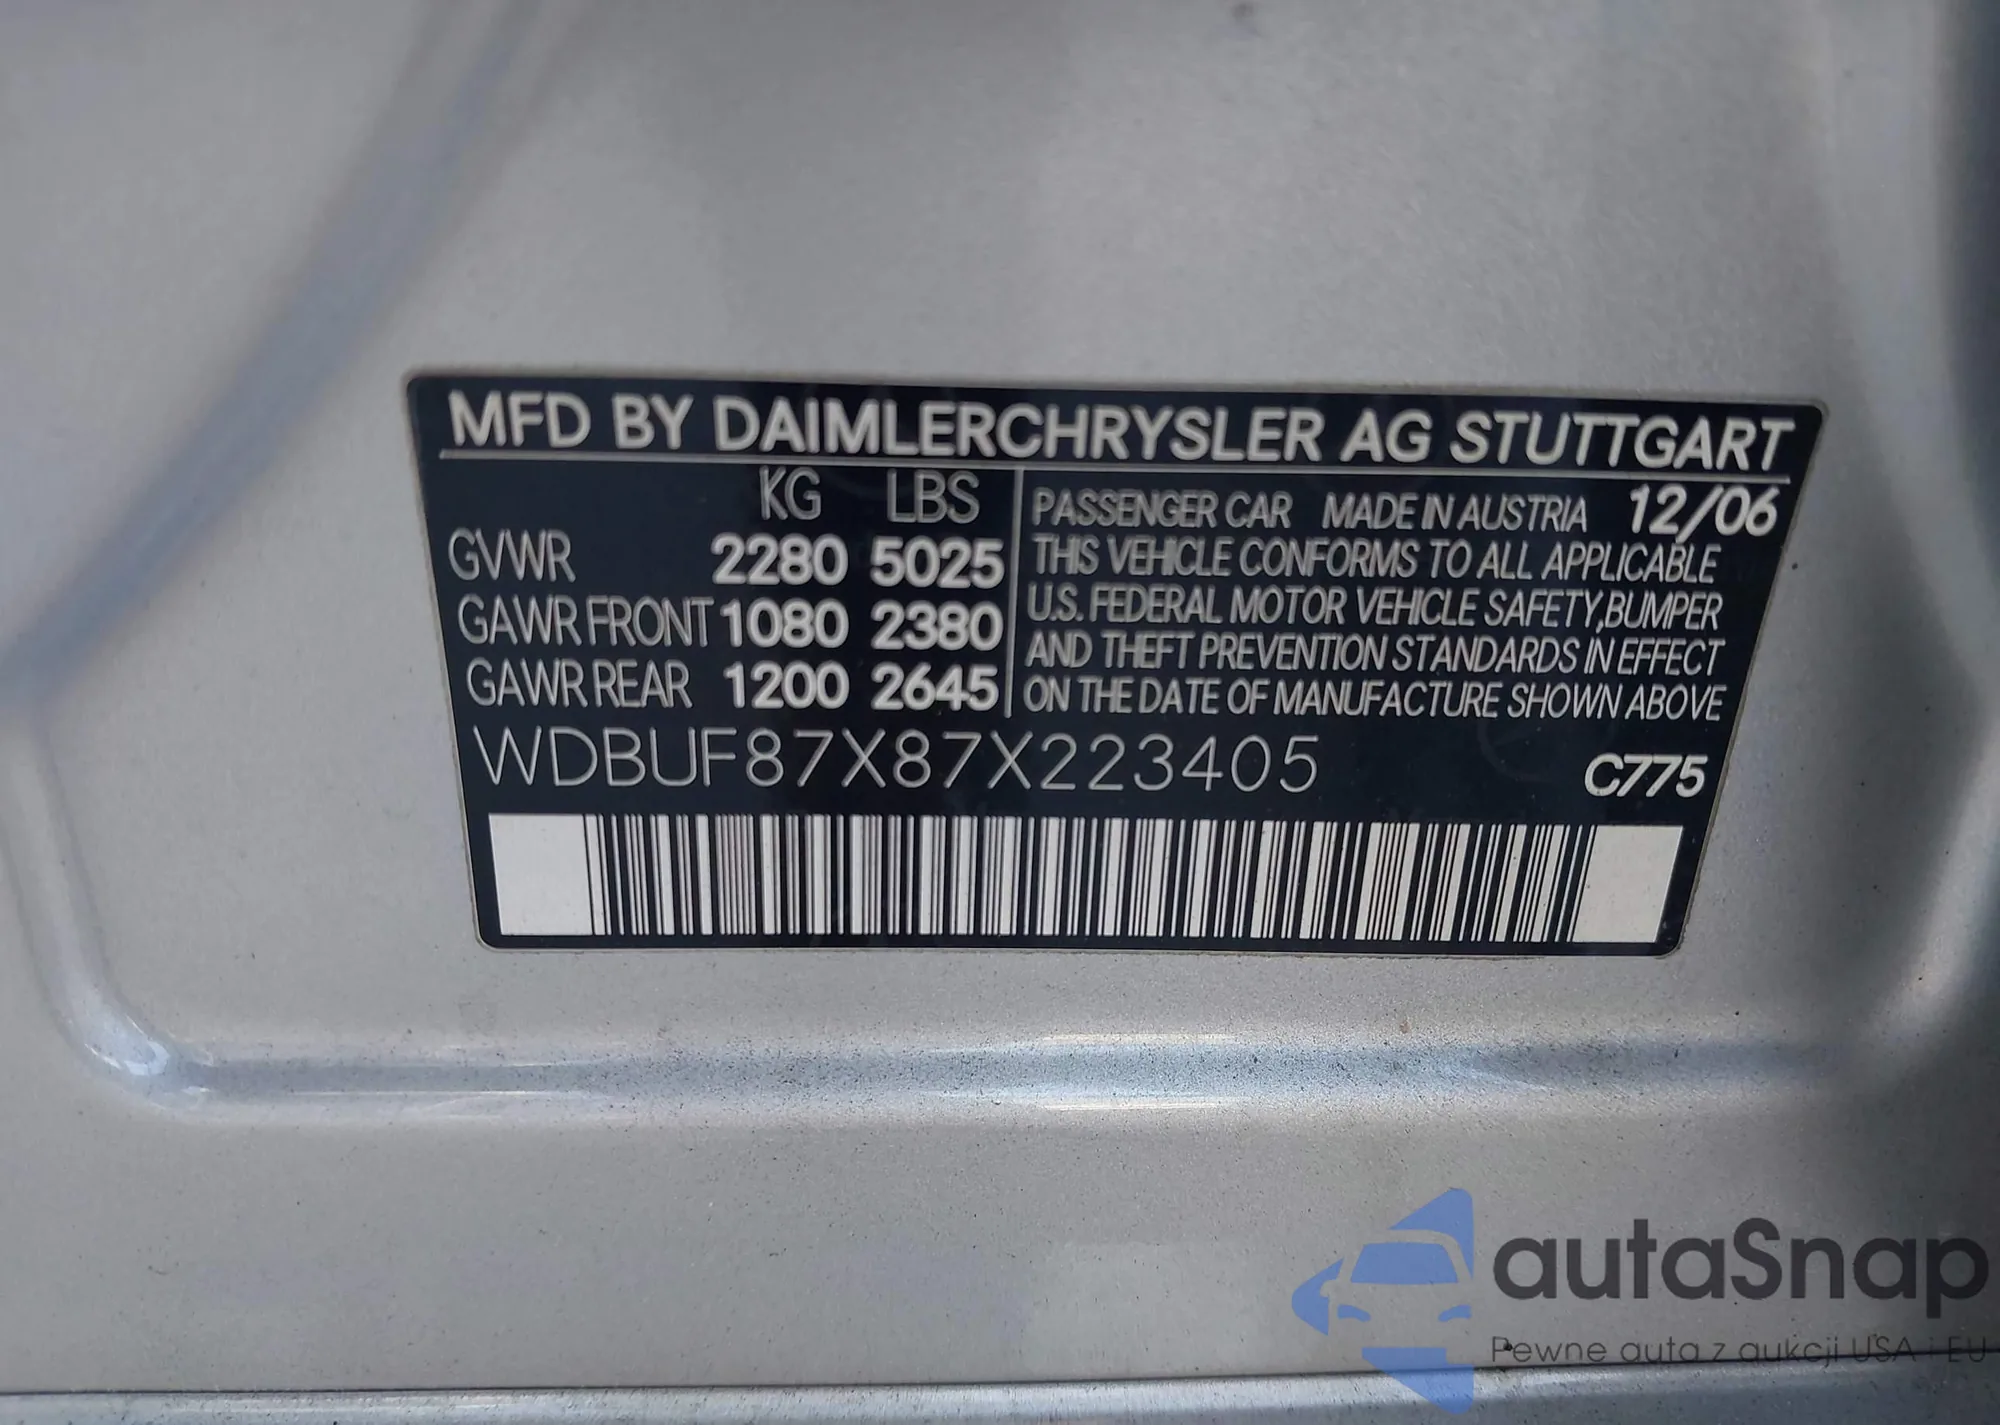 MFD BY DAIMLERCHRYSLER AG STUTTGART
KG LBS
GVWR 2280 5025
GAWR FRONT 1080 2380
GAWR REAR 1200 2645
PASSENGER CAR MADE IN AUSTRIA 12/06
THIS VEHICLE CONFORMS TO ALL APPLICABLE
U.S. FEDERAL MOTOR VEHICLE SAFETY,BUMPER
AND THEFT PREVENTION STANDARDS IN EFFECT
ON THE DATE OF MANUFACTURE SHOWN ABOVE
WDBUF87X87X223405
C775
autaSnap
Pewne auta z aukcji USA i EU